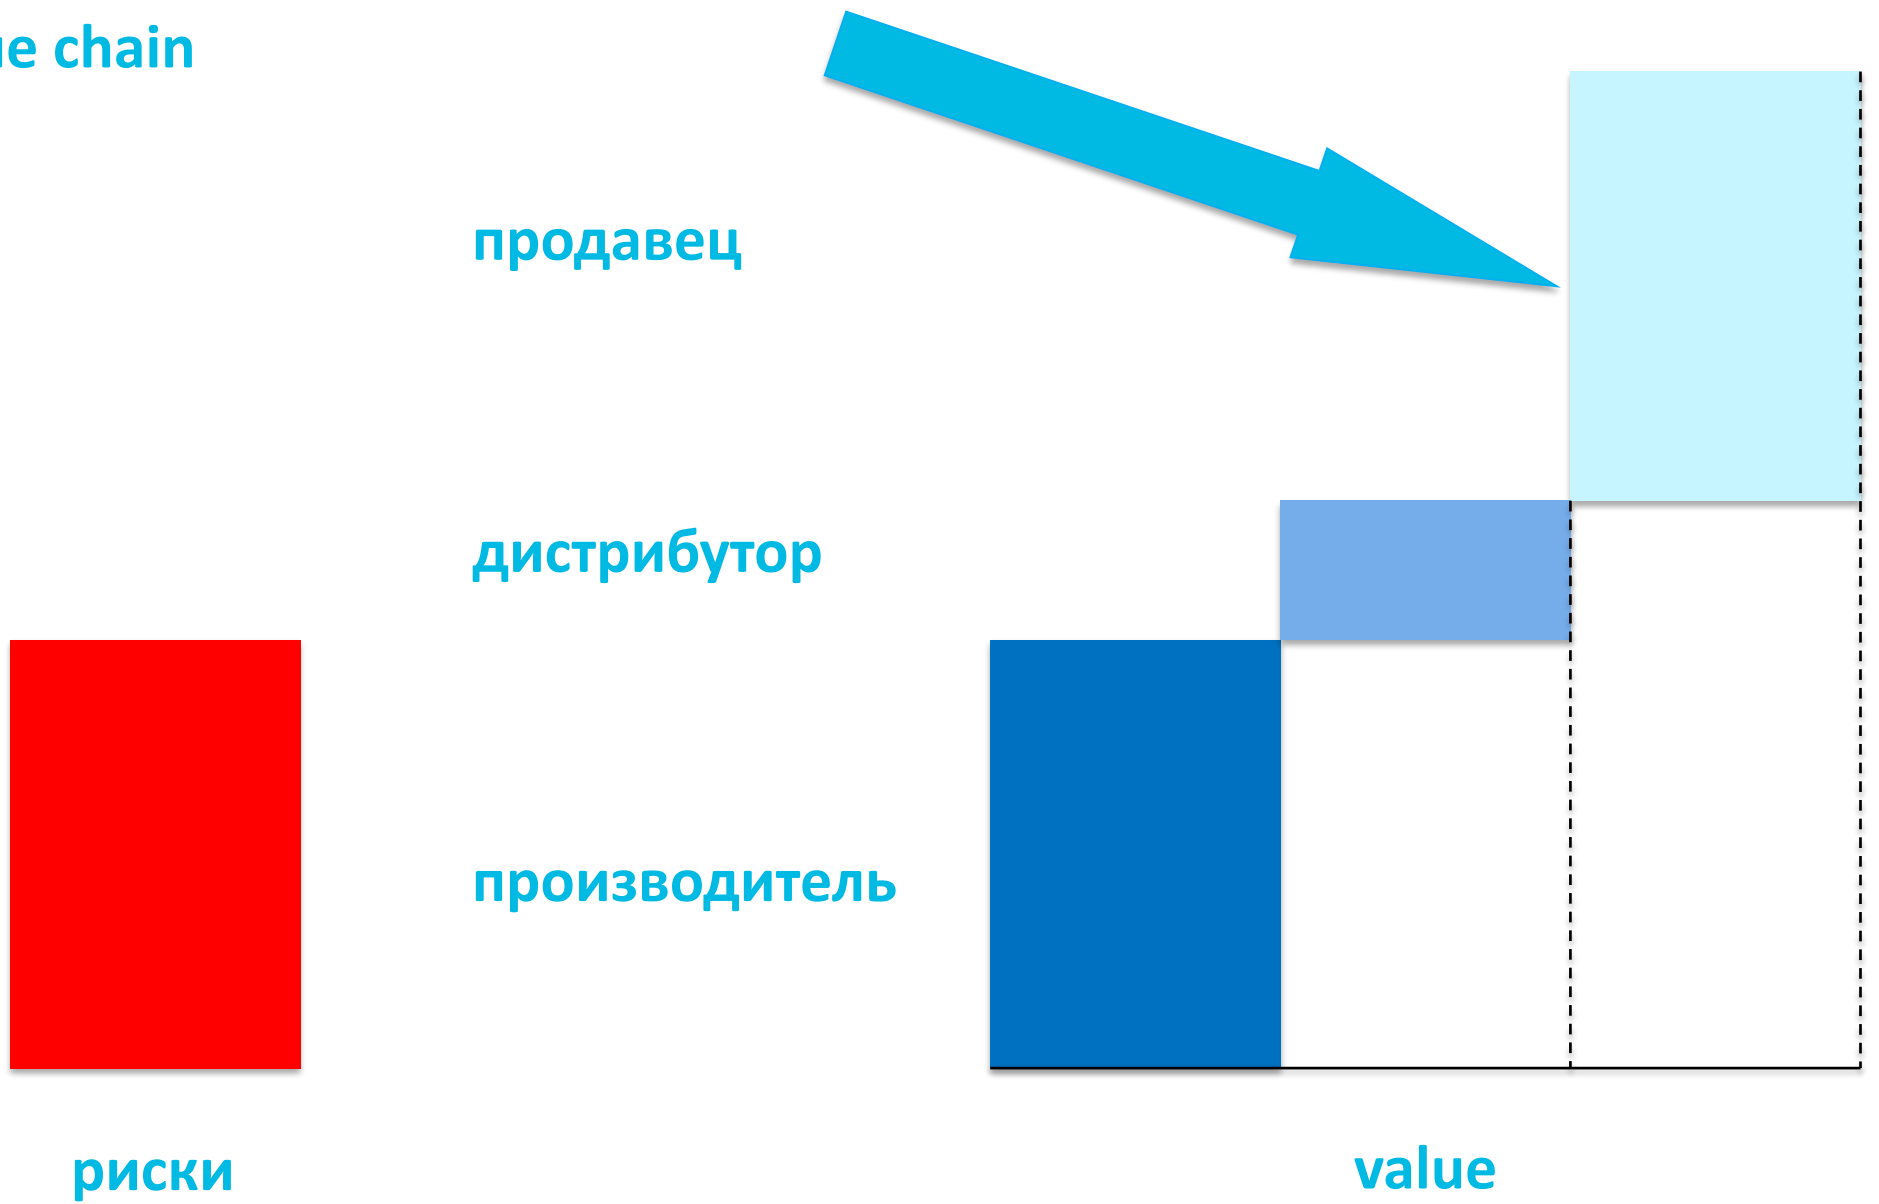 chain
продавец
дистрибутор
производитель
риски
value